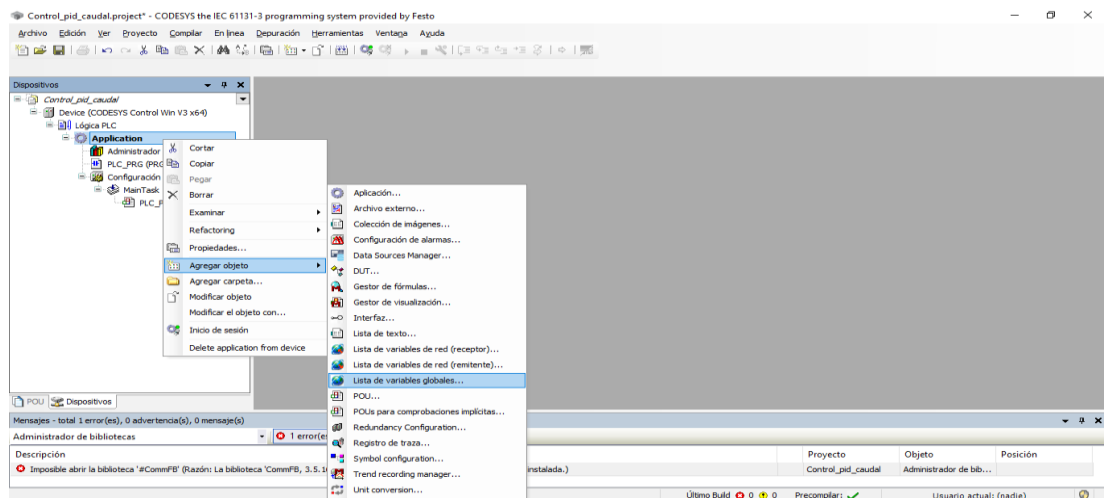 Control_pid_caudal.project* - CODESYS the IEC 61131-3 programming system provided by Festo
Archivo Edición Ver Proyecto Compilar En línea Depuración Herramientas Ventana Ayuda
Dispositivos
Control_pid_caudal
Device (CODESYS Control Win V3 x64)
Lógica PLC
Application
Administrador
PLC_PRG (PRG
Configuración
MainTask
PLC_P
Cortar
Copiar
Pegar
Borrar
Examinar
Refactoring
Propiedades...
Agregar objeto
Agregar carpeta...
Modificar objeto
Modificar el objeto con...
Inicio de sesión
Delete application from device
Aplicación...
Archivo externo...
Colección de imágenes...
Configuración de alarmas...
Data Sources Manager...
DUT...
Gestor de fórmulas...
Gestor de visualización...
Interfaz...
Lista de texto...
Lista de variables de red (receptor)...
Lista de variables de red (remitente)...
Lista de variables globales...
POU...
POUs para comprobaciones implícitas...
Redundancy Configuration...
Registro de traza...
Symbol configuration...
Trend recording manager...
Unit conversion...
POU Dispositivos
Mensajes - total 1 error(es), 0 advertencia(s), 0 mensaje(s)
Administrador de bibliotecas 1 error(es
Descripción Proyecto Objeto Posición
Imposible abrir la biblioteca '#CommFB' (Razón: La biblioteca 'CommFB, 3.5.1 instalada.) Control_pid_caudal Administrador de bib...
Último Build 0 0 Precompilar: Usuario actual: (nadie)